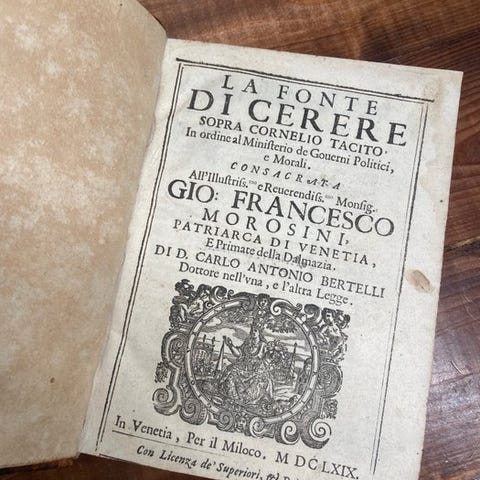 LA FONTE
DI CERERE
SOPRA CORNELIO TACITO.
In ordine al Ministerio de Gouerni Politici,
e Morali.
CONSACRATA
All'Illustriss.mo e Reuerendiss.mo Monsig.
GIO: FRANCESCO
MOROSINI,
PATRIARCA DI VENETIA,
E Primate della Dalmazia.
DI D. CARLO ANTONIO BERTELLI
Dottore nell'vna, e l'altra Legge.
In Venetia, Per il Miloco. M DC LXIX.
Con Licenza de' Superiori,